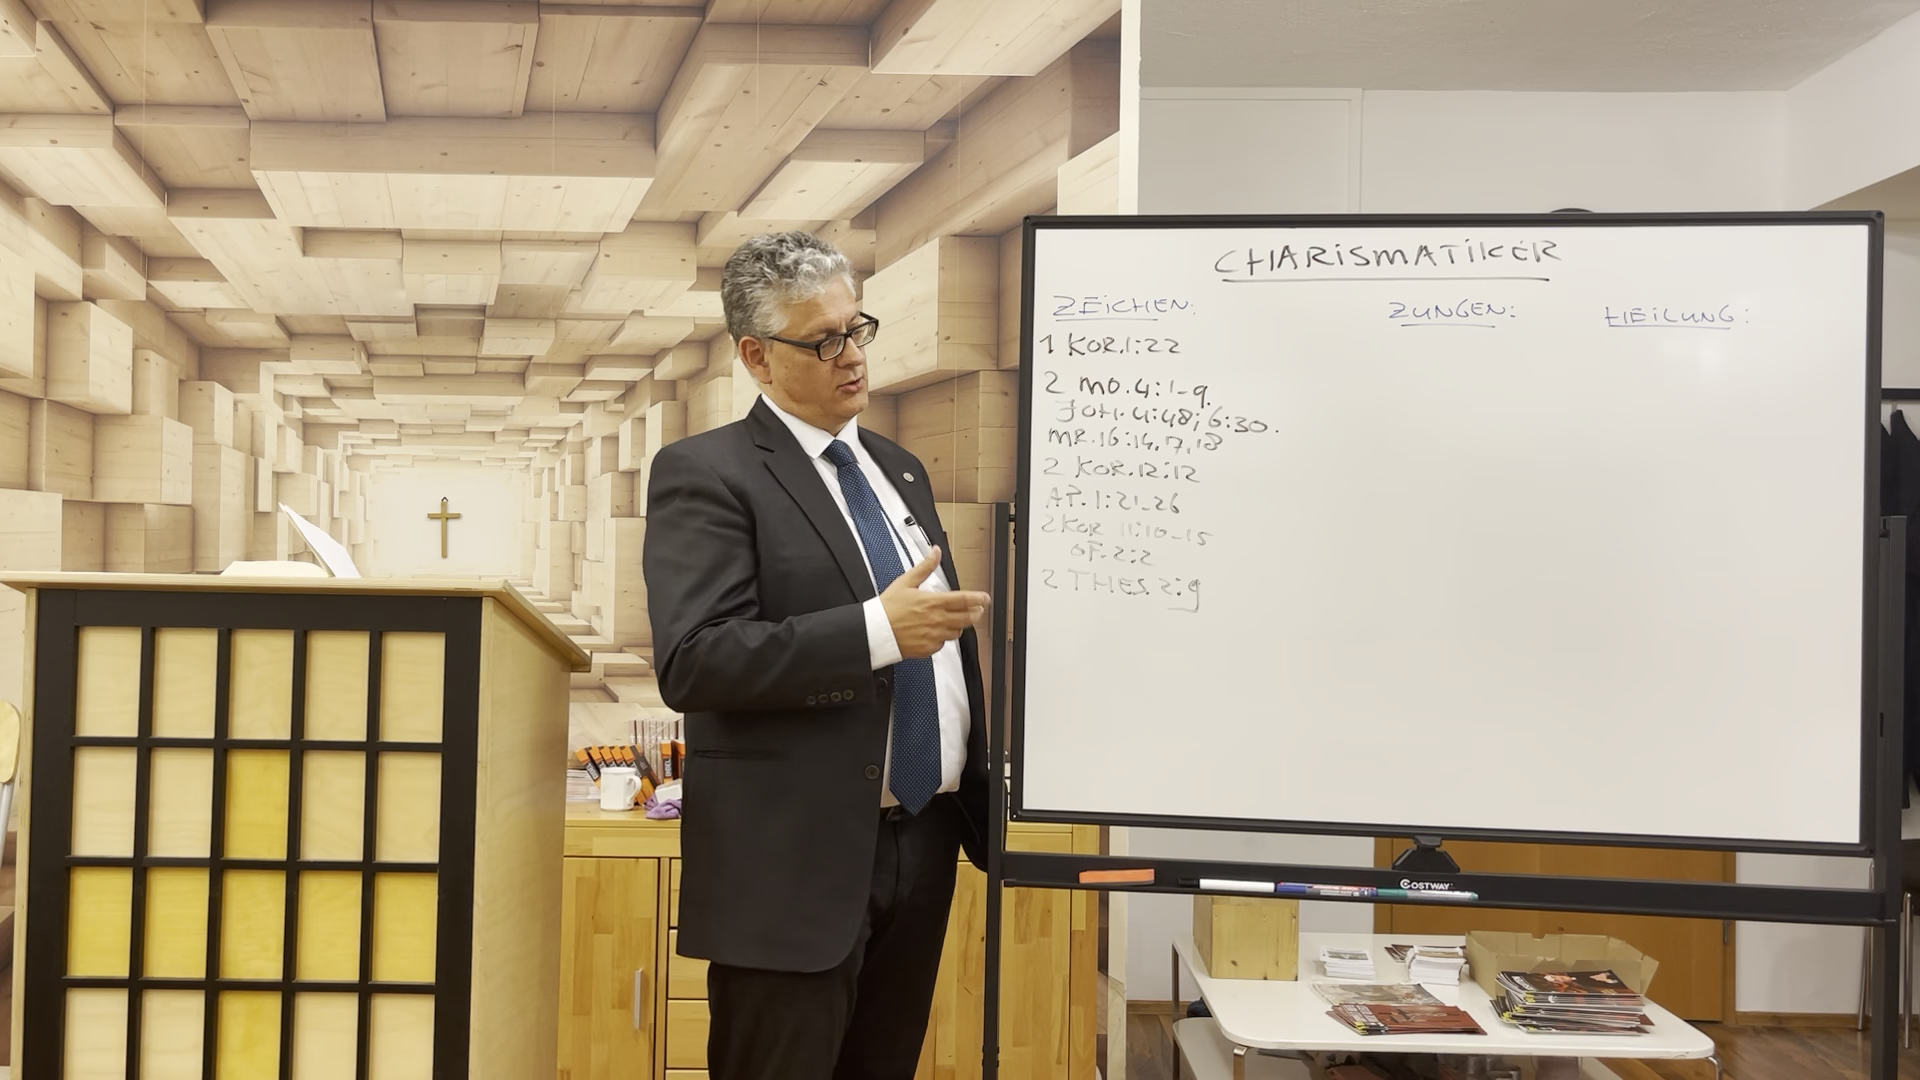 CHARISMATIKER
ZEICHEN:
1 KOR.1:22
2 MO.4:1-9.
JOH.4:48; 6:30.
MR.16:14,17,18
2 KOR.12:12
AP.1:21-26
2 KOR 11:10-15
OF.2:2
2 THES.2:9
ZUNGEN:
HEILUNG:
COSTWAY